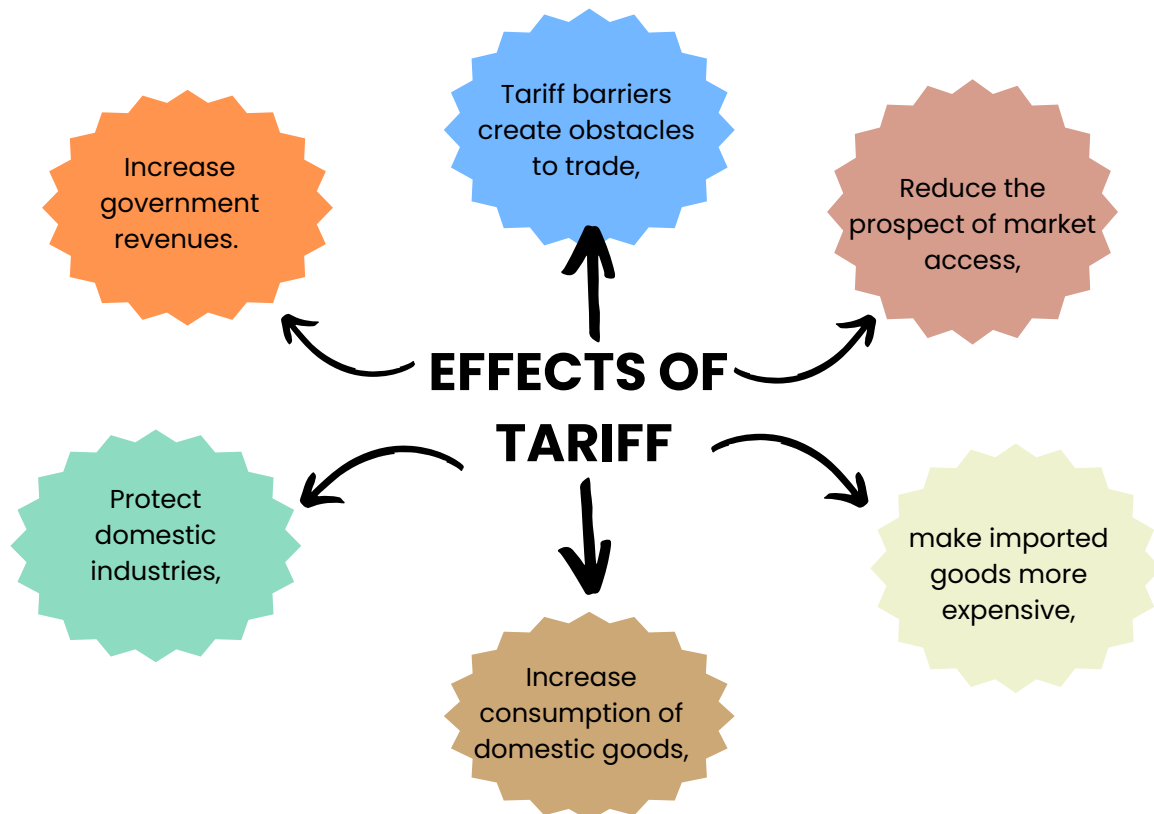 Tariff barriers
create obstacles
to trade,
Increase
government
revenues.
Reduce the
prospect of market
access,
EFFECTS OF
TARIFF
Protect
domestic
industries,
make imported
goods more
expensive,
Increase
consumption of
domestic goods,